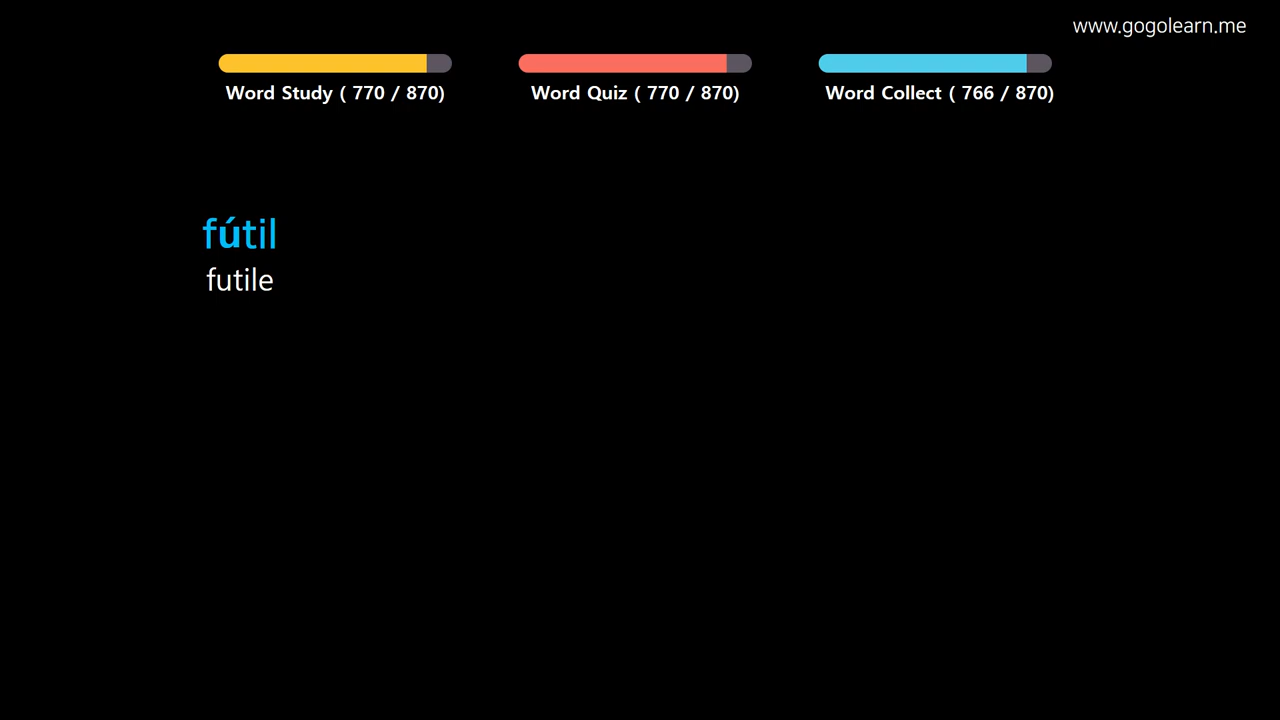 www.gogolearn.me
Word Study ( 770 / 870)
Word Quiz ( 770 / 870)
Word Collect ( 766 / 870)
fútil
futile